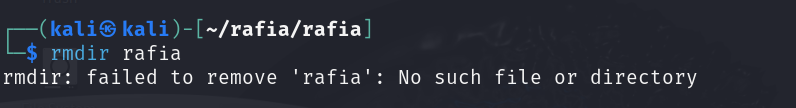 ┌──(kali㉿kali)-[~/rafia/rafia]
└─$ rmdir rafia
rmdir: failed to remove 'rafia': No such file or directory